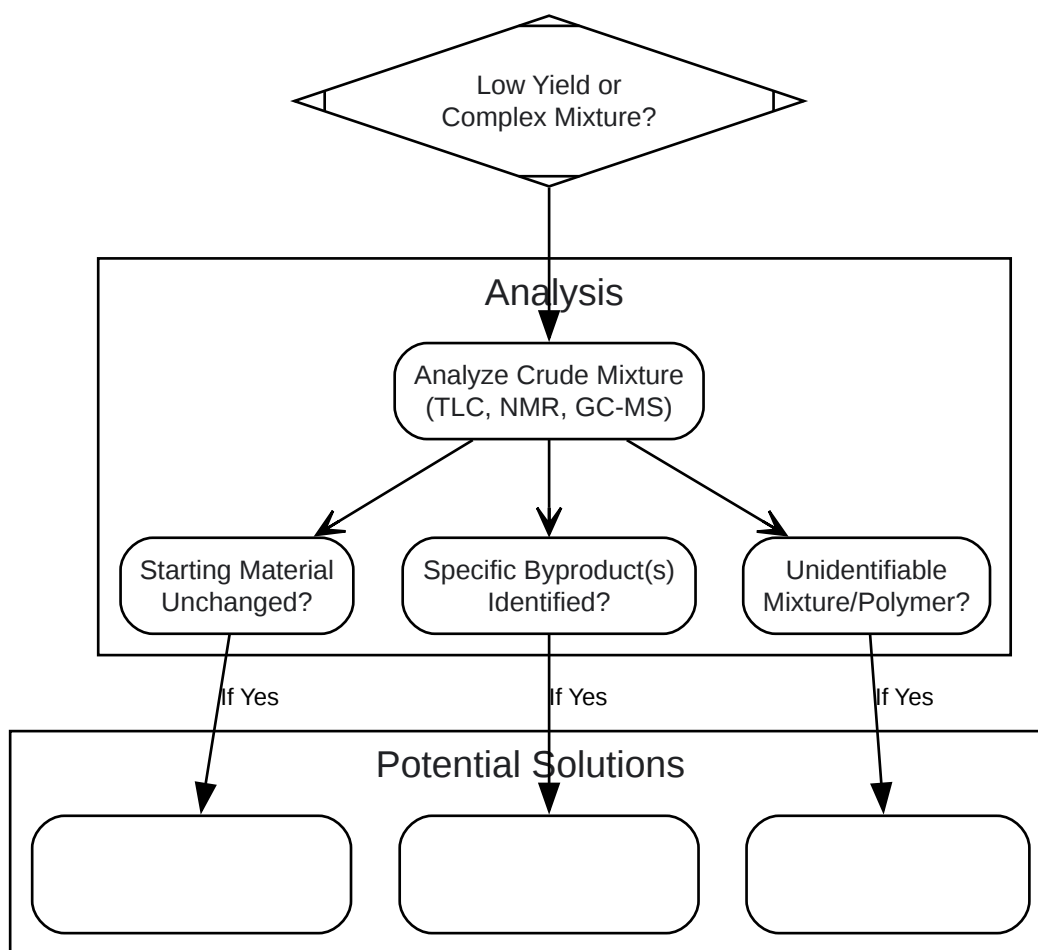 Low Yield or
Complex Mixture?
Analysis
Analyze Crude Mixture
(TLC, NMR, GC-MS)
Starting Material
Unchanged?
Specific Byproduct(s)
Identified?
Unidentifiable
Mixture/Polymer?
If Yes
If Yes
If Yes
Potential Solutions